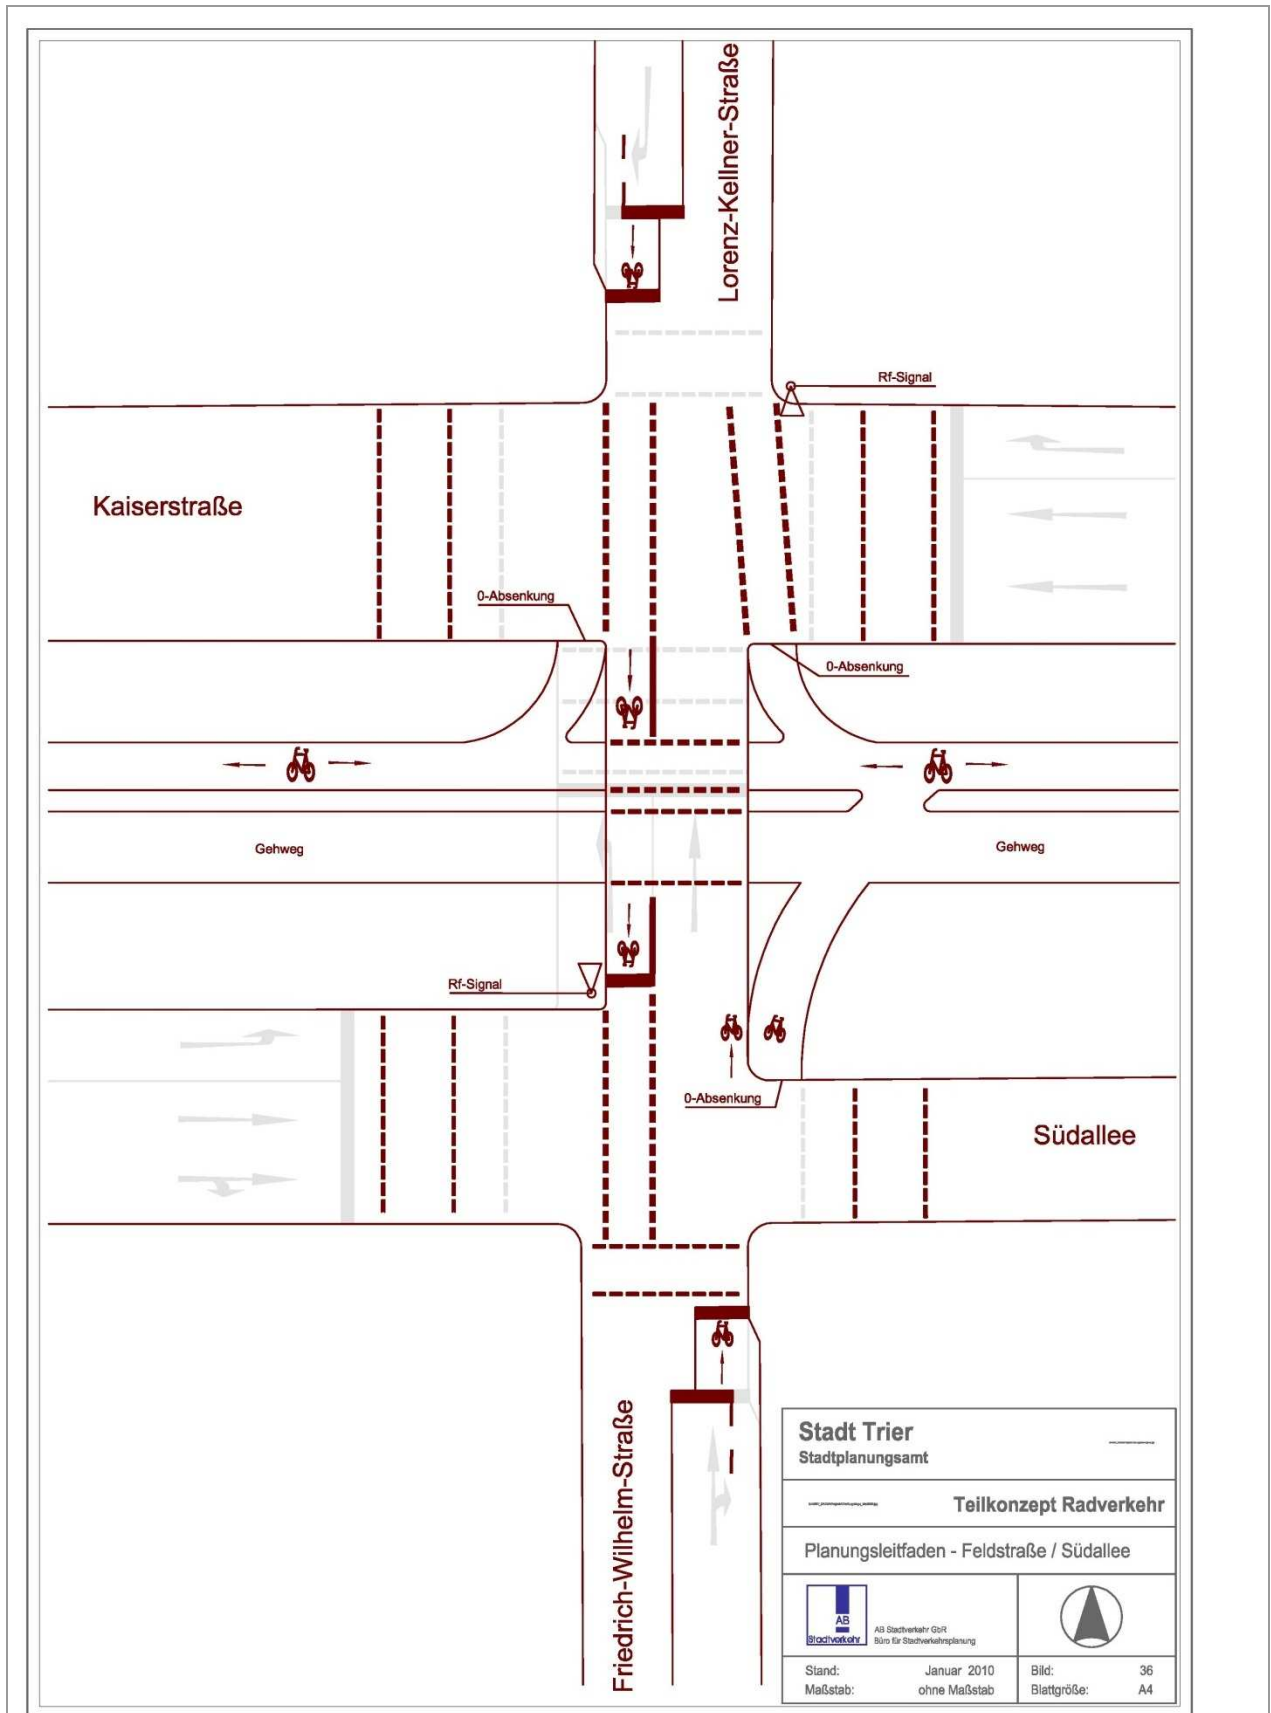 Lorenz-Kellner-Straße
Rf-Signal
Kaiserstraße
0-Absenkung
0-Absenkung
Gehweg
Gehweg
Rf-Signal
0-Absenkung
Südallee
Friedrich-Wilhelm-Straße
Stadt Trier
Stadtplanungsamt
Teilkonzept Radverkehr
Planungsleitfaden - Feldstraße / Südallee
AB
Stadtverkehr
AB Stadtverkehr GbR
Büro für Stadtverkehrsplanung
Stand: Januar 2010
Maßstab: ohne Maßstab
Bild: 36
Blattgröße: A4